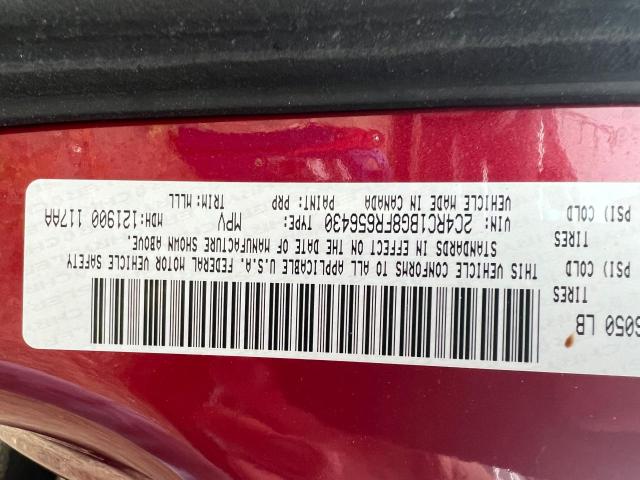 6050 LB
TIRES
PSI) COLD
TIRES
PSI) COLD
THIS VEHICLE CONFORMS TO ALL APPLICABLE U.S.A. FEDERAL MOTOR VEHICLE SAFETY
STANDARDS IN EFFECT ON THE DATE OF MANUFACTURE SHOWN ABOVE.
VIN: 2C4RC1BG8FR656430 TYPE: MPV MDH:121900 117AA
VEHICLE MADE IN CANADA PAINT: PRP TRIM: MLLL